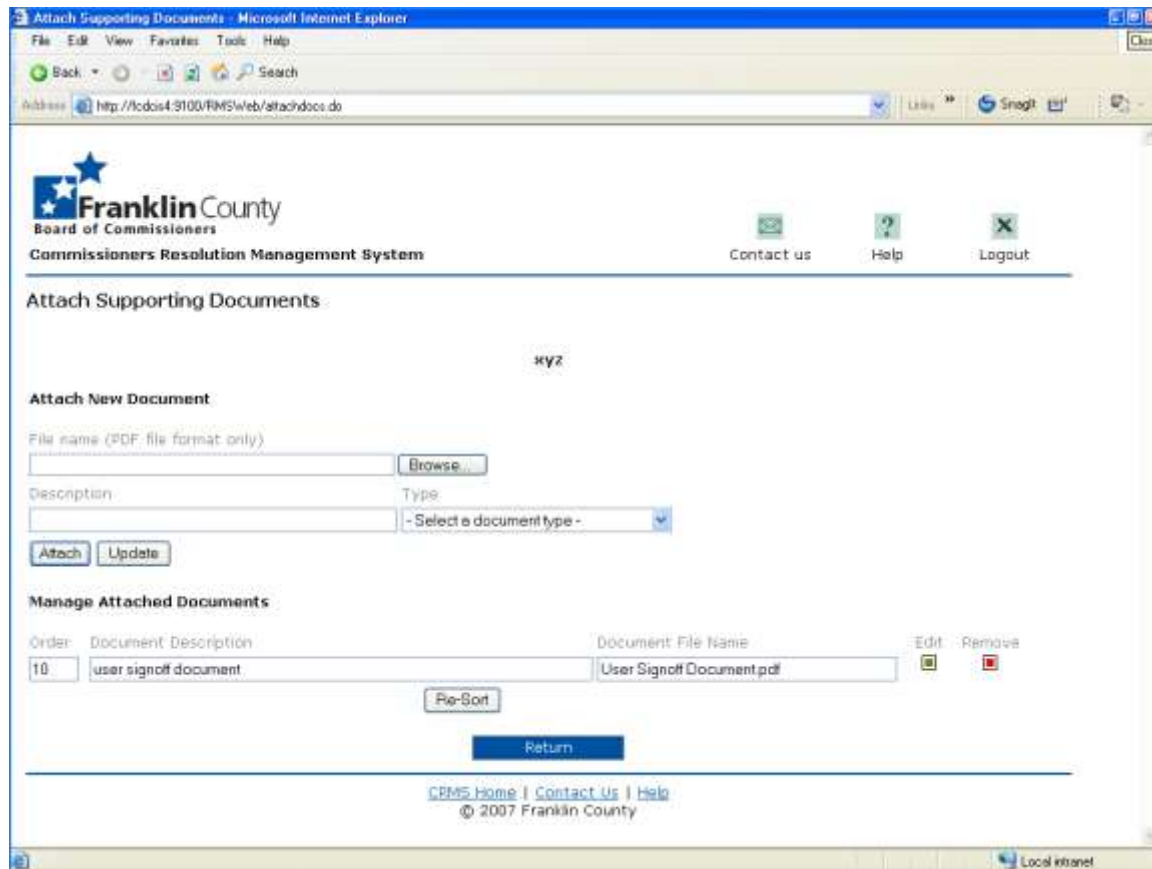 Attach Supporting Documents - Microsoft Internet Explorer
File Edit View Favorites Tools Help
Back Search
Address http://fcdcis4:9100/RMSWeb/attachdocs.do Links » SnagIt
Franklin County
Board of Commissioners
Commissioners Resolution Management System
Contact us ? Help X Logout
Attach Supporting Documents
xyz
Attach New Document
File name (PDF file format only)
Browse...
Description Type
- Select a document type -
Attach Update
Manage Attached Documents
Order Document Description Document File Name Edit Remove
10 user signoff document User Signoff Document.pdf
Re-Sort
Return
CRMS Home | Contact Us | Help
© 2007 Franklin County
Local intranet